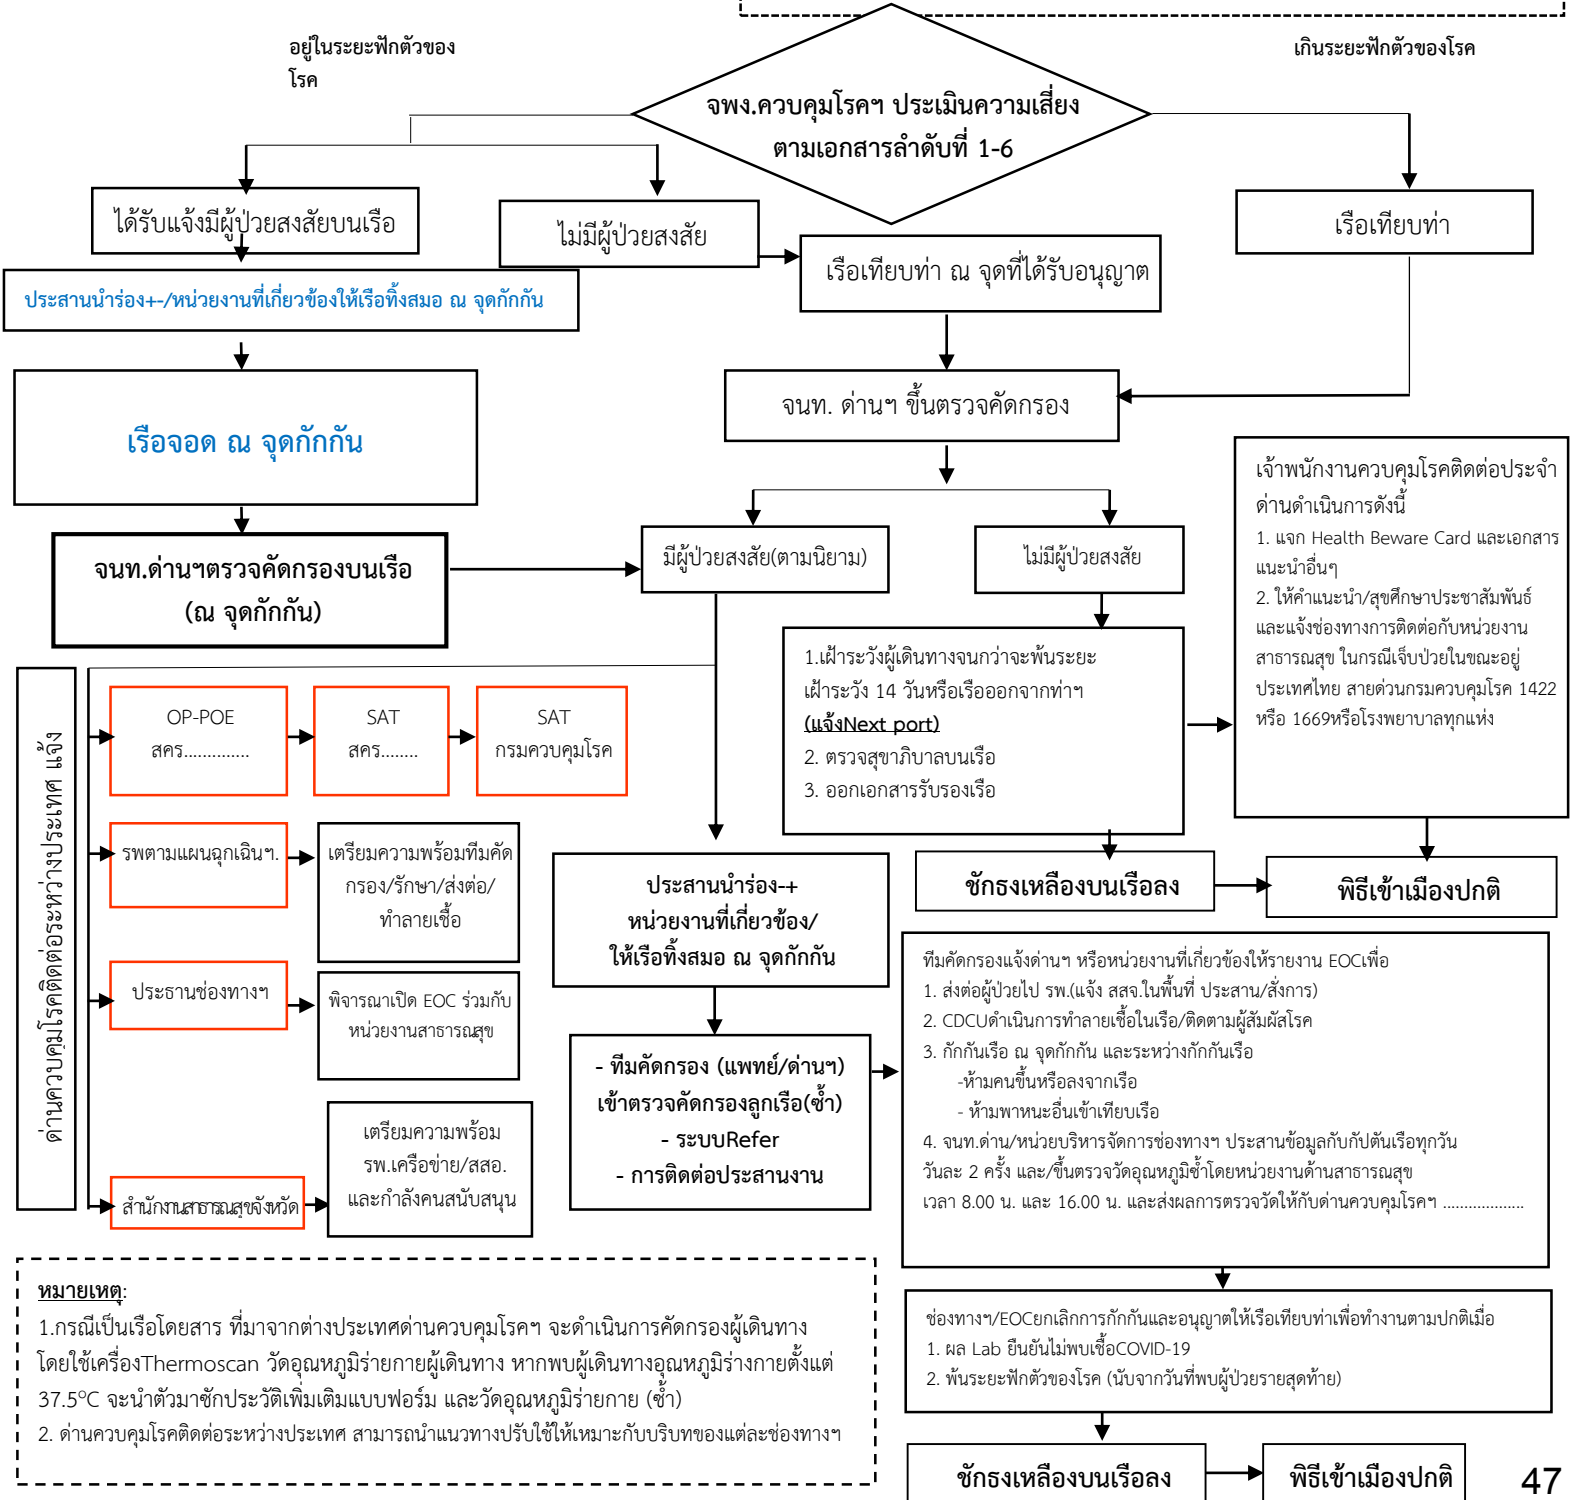 อยู่ในระยะฟักตัวของ
โรค
เกินระยะฟักตัวของโรค
จพง.ควบคุมโรคฯ ประเมินความเสี่ยง
ตามเอกสารลำดับที่ 1-6
ได้รับแจ้งมีผู้ป่วยสงสัยบนเรือ
ไม่มีผู้ป่วยสงสัย
เรือเทียบท่า ณ จุดที่ได้รับอนุญาต
เรือเทียบท่า
ประสานนำร่อง+-/หน่วยงานที่เกี่ยวข้องให้เรือทิ้งสมอ ณ จุดกักกัน
เรือจอด ณ จุดกักกัน
จนท. ด่านฯ ขึ้นตรวจคัดกรอง
จนท.ด่านฯตรวจคัดกรองบนเรือ
(ณ จุดกักกัน)
มีผู้ป่วยสงสัย(ตามนิยาม)
ไม่มีผู้ป่วยสงสัย
เจ้าพนักงานควบคุมโรคติดต่อประจำ
ด่านดำเนินการดังนี้
1. แจก Health Beware Card และเอกสาร
แนะนำอื่นๆ
2. ให้คำแนะนำ/สุขศึกษาประชาสัมพันธ์
และแจ้งช่องทางการติดต่อกับหน่วยงาน
สาธารณสุข ในกรณีเจ็บป่วยในขณะอยู่
ประเทศไทย สายด่วนกรมควบคุมโรค 1422
หรือ 1669หรือโรงพยาบาลทุกแห่ง
1.เฝ้าระวังผู้เดินทางจนกว่าจะพ้นระยะ
เฝ้าระวัง 14 วันหรือเรือออกจากท่าฯ
(แจ้งNext port)
2. ตรวจสุขาภิบาลบนเรือ
3. ออกเอกสารรับรองเรือ
ชักธงเหลืองบนเรือลง
พิธีเข้าเมืองปกติ
ด่านควบคุมโรคติดต่อระหว่างประเทศ แจ้ง
OP-POE
สคร..............
SAT
สคร........
SAT
กรมควบคุมโรค
รพตามแผนฉุกเฉินฯ.
เตรียมความพร้อมทีมคัด
กรอง/รักษา/ส่งต่อ/
ทำลายเชื้อ
ประธานช่องทางฯ
พิจารณาเปิด EOC ร่วมกับ
หน่วยงานสาธารณสุข
สำนักงานสาธารณสุขจังหวัด
เตรียมความพร้อม
รพ.เครือข่าย/สสอ.
และกำลังคนสนับสนุน
ประสานนำร่อง-+
หน่วยงานที่เกี่ยวข้อง/
ให้เรือทิ้งสมอ ณ จุดกักกัน
- ทีมคัดกรอง (แพทย์/ด่านฯ)
เข้าตรวจคัดกรองลูกเรือ(ซ้ำ)
- ระบบRefer
- การติดต่อประสานงาน
ทีมคัดกรองแจ้งด่านฯ หรือหน่วยงานที่เกี่ยวข้องให้รายงาน EOCเพื่อ
1. ส่งต่อผู้ป่วยไป รพ.(แจ้ง สสจ.ในพื้นที่ ประสาน/สั่งการ)
2. CDCUดำเนินการทำลายเชื้อในเรือ/ติดตามผู้สัมผัสโรค
3. กักกันเรือ ณ จุดกักกัน และระหว่างกักกันเรือ
-ห้ามคนขึ้นหรือลงจากเรือ
- ห้ามพาหนะอื่นเข้าเทียบเรือ
4. จนท.ด่าน/หน่วยบริหารจัดการช่องทางฯ ประสานข้อมูลกับกัปตันเรือทุกวัน
วันละ 2 ครั้ง และ/ขึ้นตรวจวัดอุณหภูมิซ้ำโดยหน่วยงานด้านสาธารณสุข
เวลา 8.00 น. และ 16.00 น. และส่งผลการตรวจวัดให้กับด่านควบคุมโรคฯ ...................
ช่องทางฯ/EOCยกเลิกการกักกันและอนุญาตให้เรือเทียบท่าเพื่อทำงานตามปกติเมื่อ
1. ผล Lab ยืนยันไม่พบเชื้อCOVID-19
2. พ้นระยะฟักตัวของโรค (นับจากวันที่พบผู้ป่วยรายสุดท้าย)
ชักธงเหลืองบนเรือลง
พิธีเข้าเมืองปกติ
หมายเหตุ:
1.กรณีเป็นเรือโดยสาร ที่มาจากต่างประเทศด่านควบคุมโรคฯ จะดำเนินการคัดกรองผู้เดินทาง
โดยใช้เครื่องThermoscan วัดอุณหภูมิร่ายกายผู้เดินทาง หากพบผู้เดินทางอุณหภูมิร่างกายตั้งแต่
37.5°C จะนำตัวมาซักประวัติเพิ่มเติมแบบฟอร์ม และวัดอุณหภูมิร่ายกาย (ซ้ำ)
2. ด่านควบคุมโรคติดต่อระหว่างประเทศ สามารถนำแนวทางปรับใช้ให้เหมาะกับบริบทของแต่ละช่องทางฯ
47